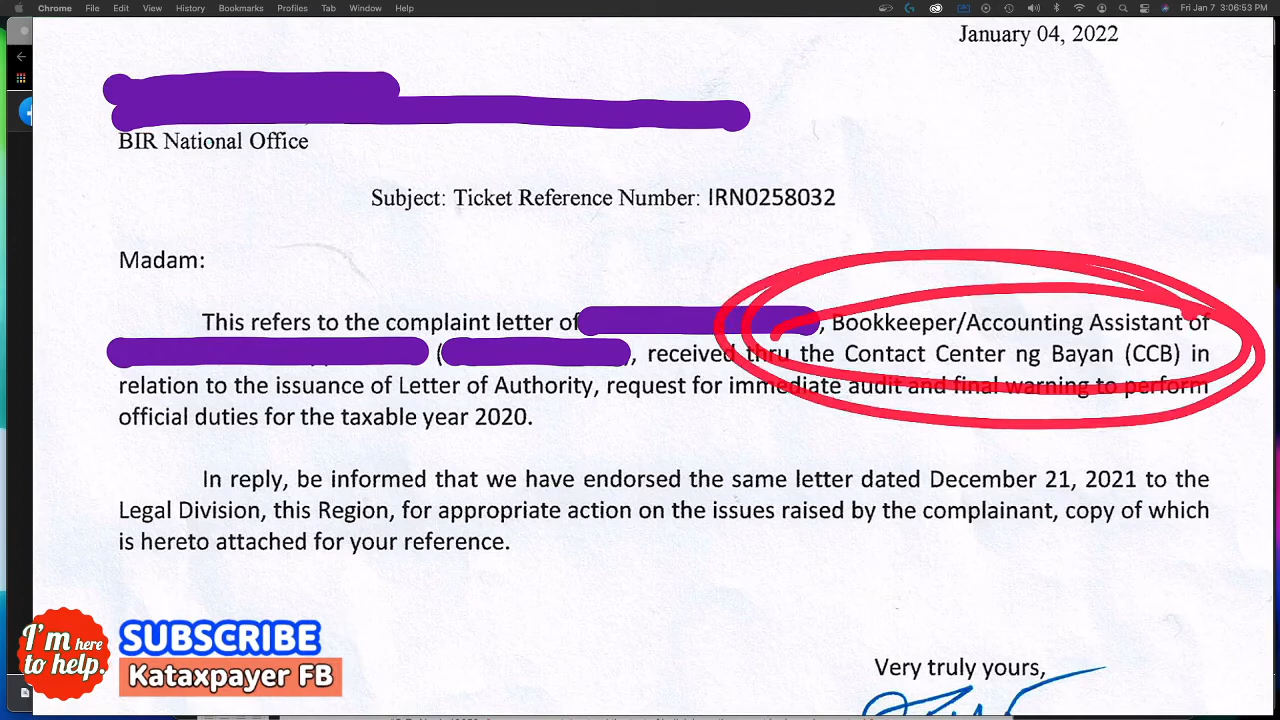 Chrome File Edit View History Bookmarks Profiles Tab Window Help Fri Jan 7 3:06:53 PM
January 04, 2022
BIR National Office
Subject: Ticket Reference Number: IRN0258032
Madam:
This refers to the complaint letter of , Bookkeeper/Accounting Assistant of
( , received thru the Contact Center ng Bayan (CCB) in
relation to the issuance of Letter of Authority, request for immediate audit and final warning to perform
official duties for the taxable year 2020.
In reply, be informed that we have endorsed the same letter dated December 21, 2021 to the
Legal Division, this Region, for appropriate action on the issues raised by the complainant, copy of which
is hereto attached for your reference.
Very truly yours,
I'm here
to help.
SUBSCRIBE
Kataxpayer FB